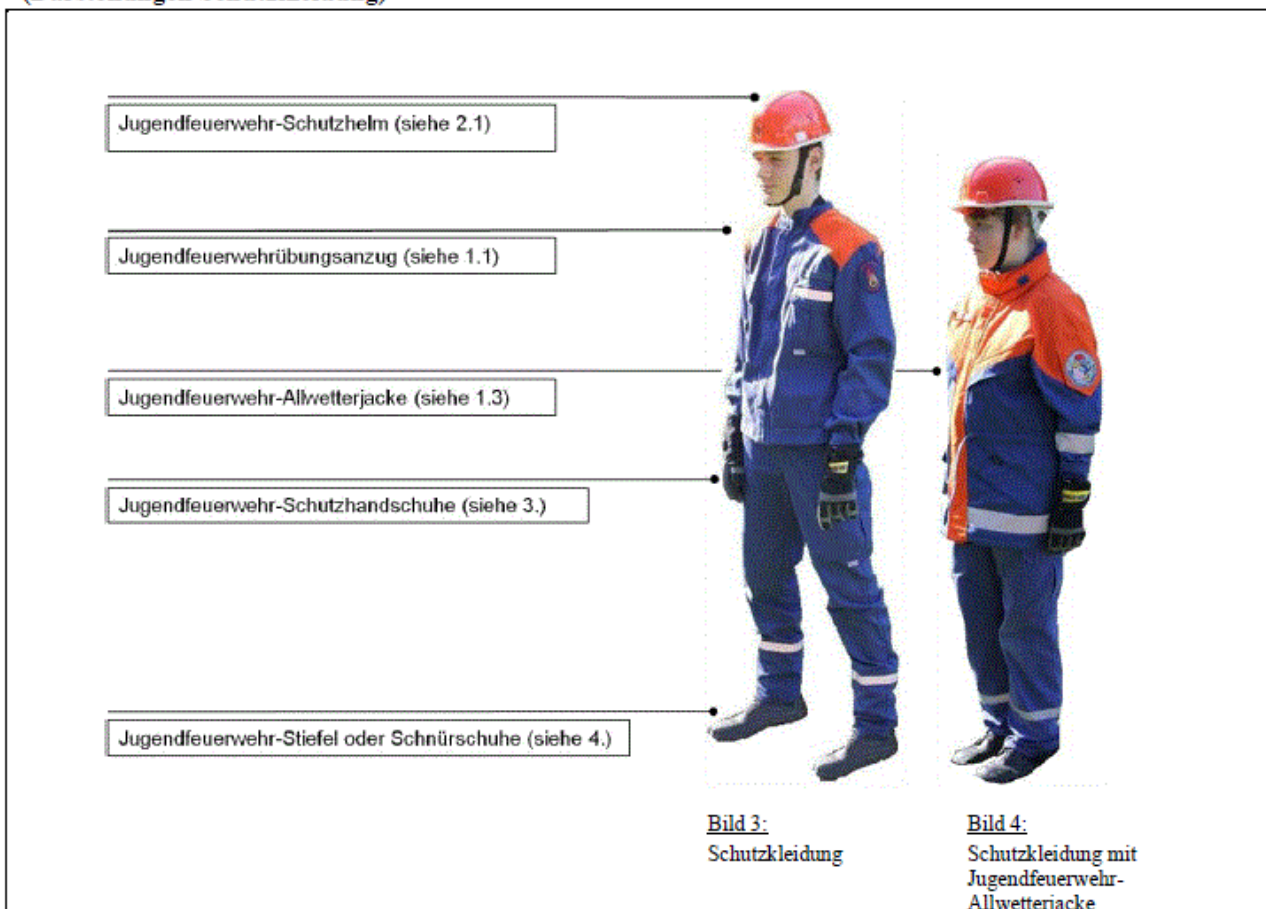 Jugendfeuerwehr-Schutzhelm (siehe 2.1)
Jugendfeuerwehrübungsanzug (siehe 1.1)
Jugendfeuerwehr-Allwetterjacke (siehe 1.3)
Jugendfeuerwehr-Schutzhandschuhe (siehe 3.)
Jugendfeuerwehr-Stiefel oder Schnürschuhe (siehe 4.)
Bild 3:
Schutzkleidung
Bild 4:
Schutzkleidung mit
Jugendfeuerwehr-
Allwetterjacke